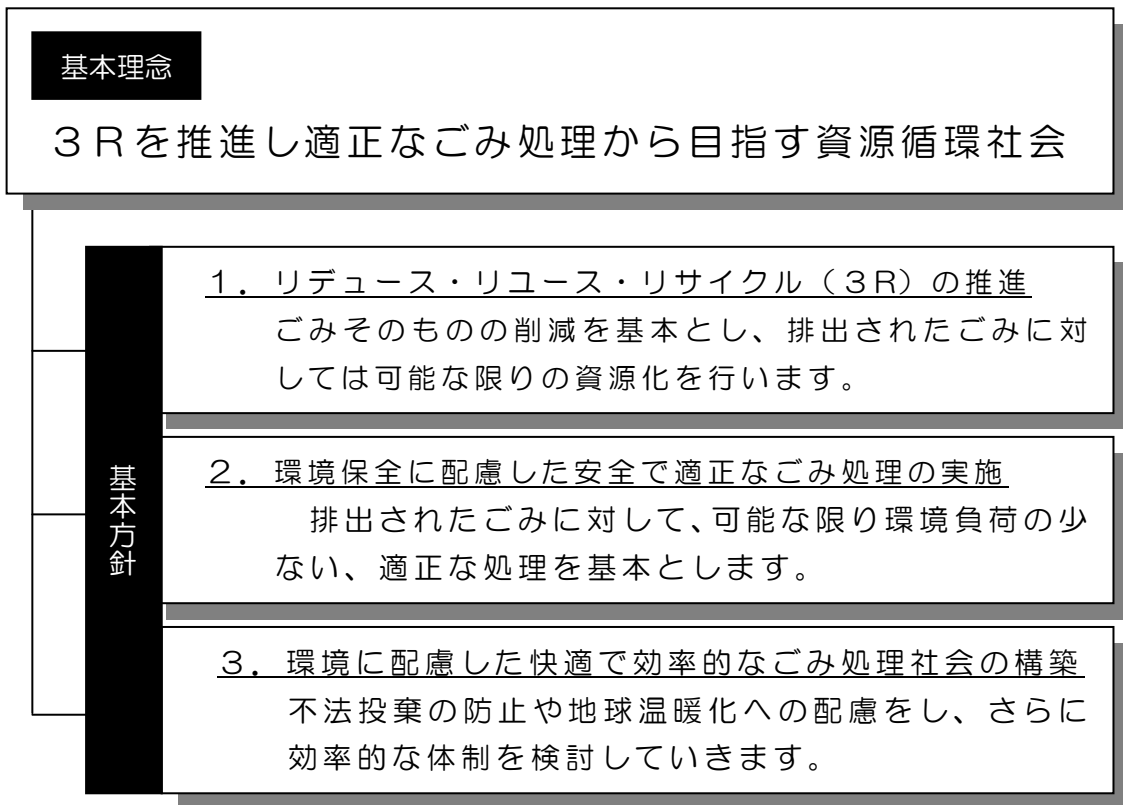 基本理念
３Rを推進し適正なごみ処理から目指す資源循環社会
基本方針
１．リデュース・リユース・リサイクル（３R）の推進
ごみそのものの削減を基本とし、排出されたごみに対
しては可能な限りの資源化を行います。
２．環境保全に配慮した安全で適正なごみ処理の実施
排出されたごみに対して、可能な限り環境負荷の少
ない、適正な処理を基本とします。
３．環境に配慮した快適で効率的なごみ処理社会の構築
不法投棄の防止や地球温暖化への配慮をし、さらに
効率的な体制を検討していきます。